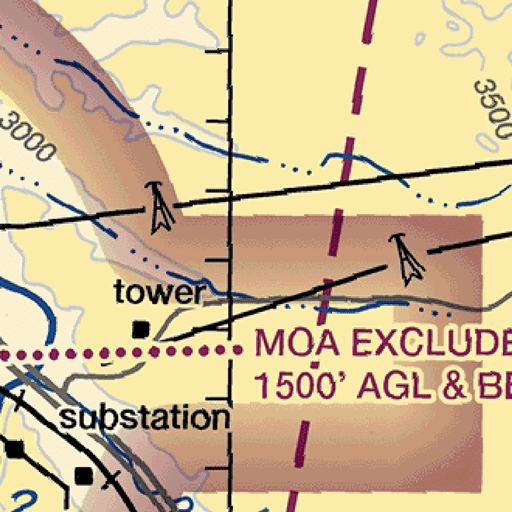 3500
3000
tower
MOA EXCLUDE
1500' AGL & BE
substation